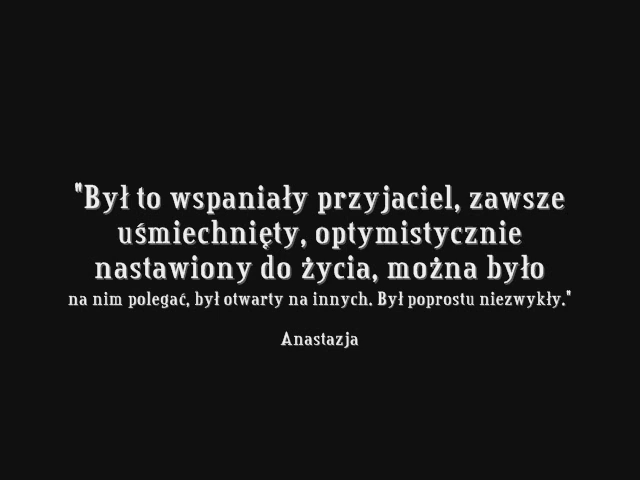 "Był to wspaniały przyjaciel, zawsze
uśmiechnięty, optymistycznie
nastawiony do życia, można było
na nim polegać, był otwarty na innych. Był poprostu niezwykły."
Anastazja